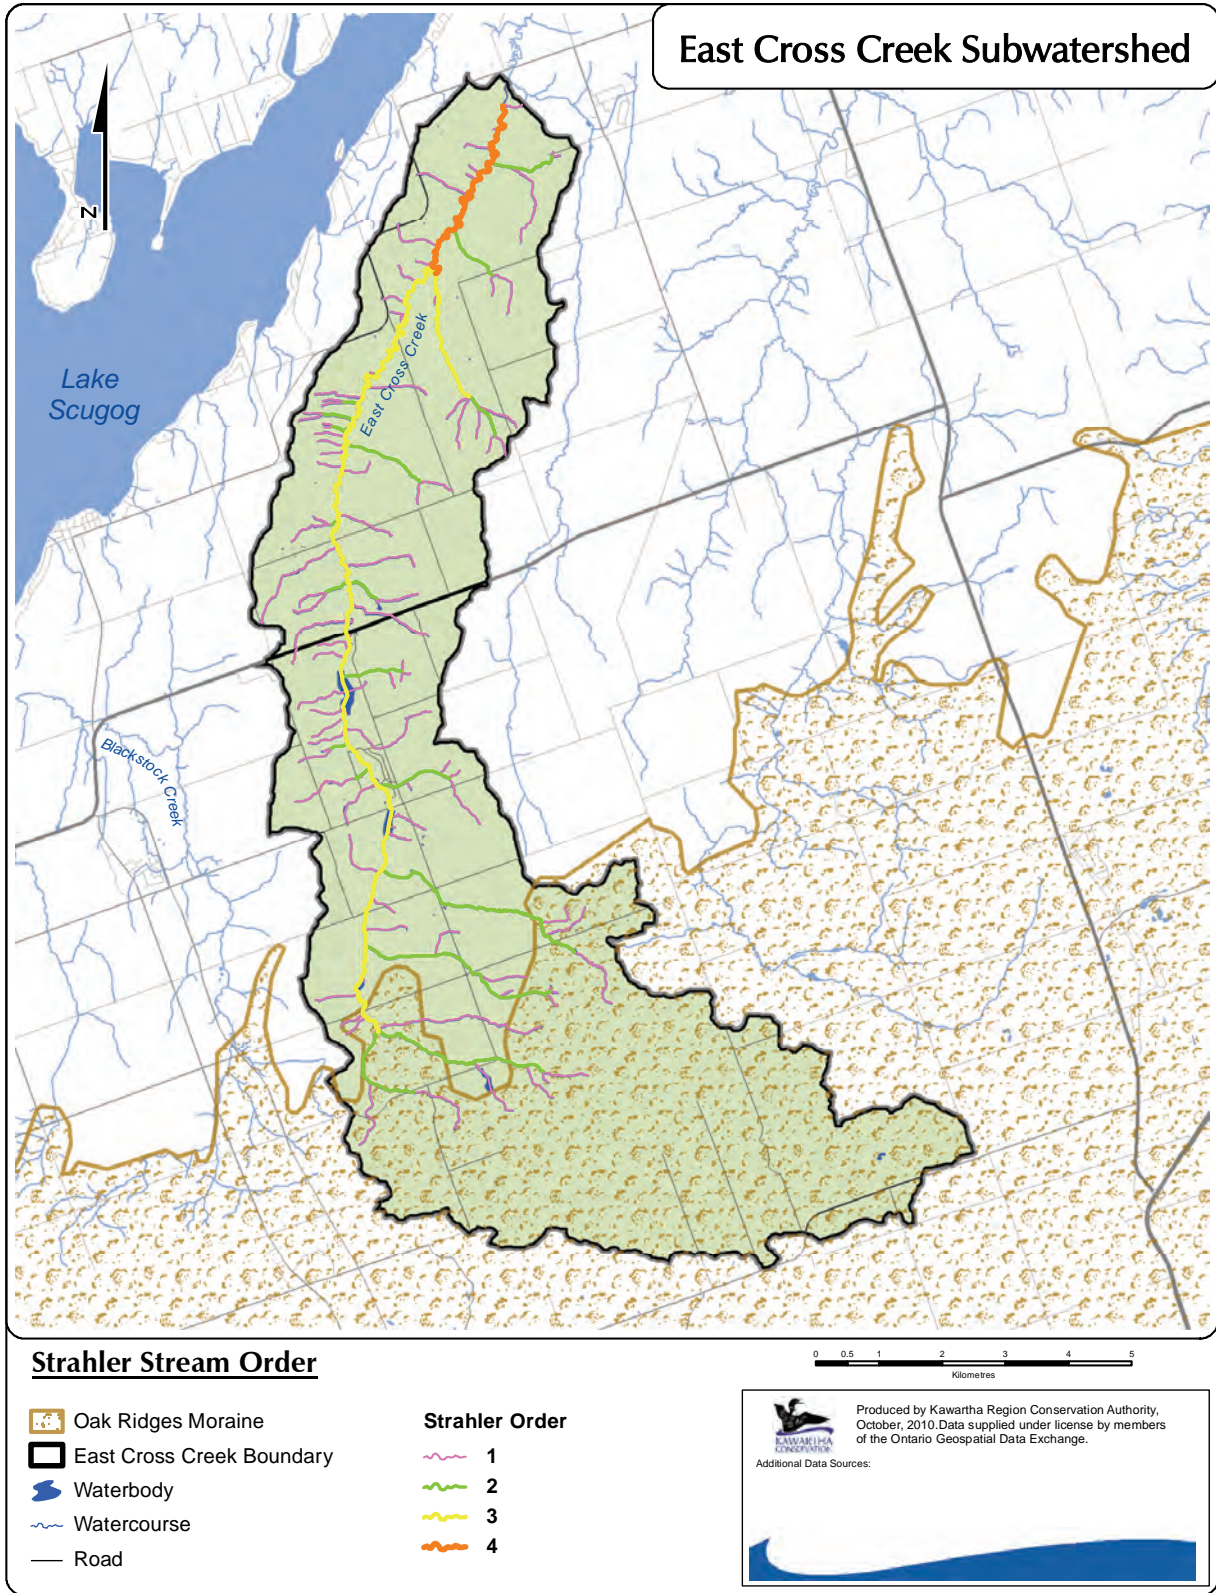 East Cross Creek Subwatershed
N
Lake
Scugog
East Cross Creek
Blackstock Creek
Strahler Stream Order
Oak Ridges Moraine
East Cross Creek Boundary
Waterbody
Watercourse
Road
Strahler Order
1
2
3
4
0 0.5 1 2 3 4 5
Kilometres
KAWARTHA
CONSERVATION
Produced by Kawartha Region Conservation Authority,
October, 2010.Data supplied under license by members
of the Ontario Geospatial Data Exchange.
Additional Data Sources: